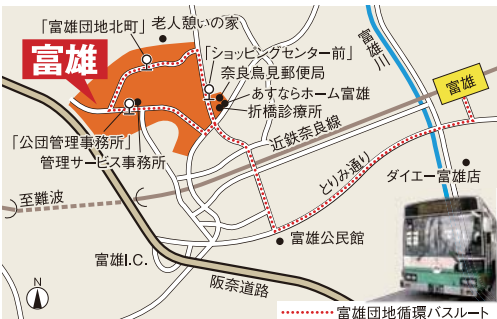 「富雄団地北町」
老人憩いの家
富雄
「ショッピングセンター前」
奈良鳥見郵便局
あすならホーム富雄
折橋診療所
「公団管理事務所」
管理サービス事務所
富雄川
富雄
近鉄奈良線
とりみ通り
ダイエー富雄店
至難波
富雄公民館
富雄I.C.
阪奈道路
N
富雄団地循環バスルート